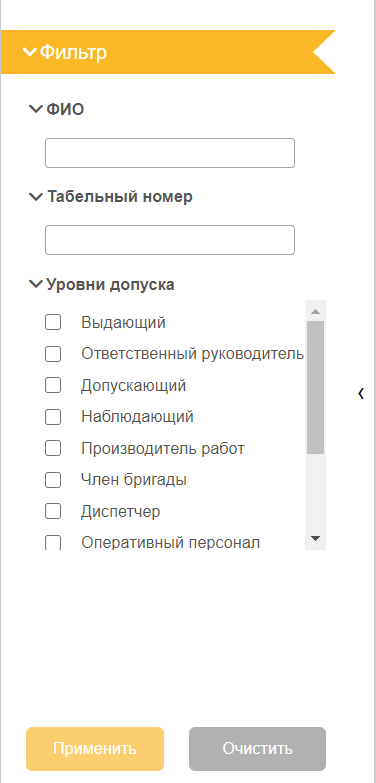 Фильтр
ФИО
Табельный номер
Уровни допуска
Выдающий
Ответственный руководитель
Допускающий
Наблюдающий
Производитель работ
Член бригады
Диспетчер
Оперативный персонал
Применить
Очистить